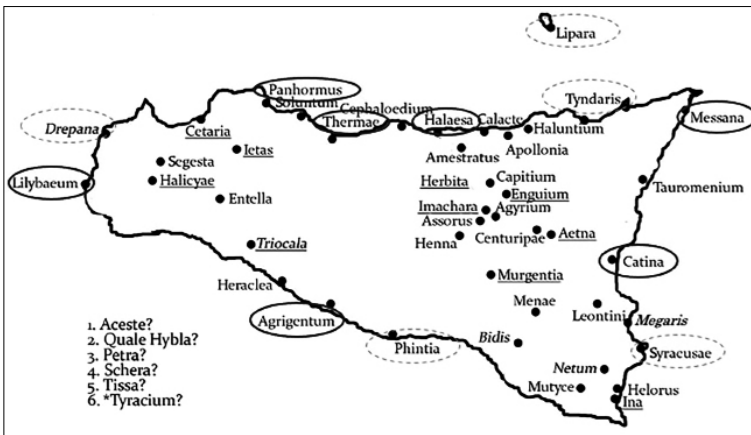 Lipara
Panhormus
Soluntum
Cephaloedium
Tyndaris
Drepana
Cetaria
Thermae
Halaesa
Calacte
Haluntium
Messana
Segesta
Ietas
Amestratus
Apollonia
Lilybaeum
Halicyae
Herbita
Capitium
Tauromenium
Entella
Enguium
Imachara
Agyrium
Assorus
Triocala
Henna
Centuripae
Aetna
Catina
Heraclea
Murgentia
Agrigentum
Menae
Leontini
Megaris
Phintia
Bidis
Syracusae
Netum
Mutyce
Helorus
Ina
1. Aceste?
2. Quale Hybla?
3. Petra?
4. Schera?
5. Tissa?
6. *Tyracium?